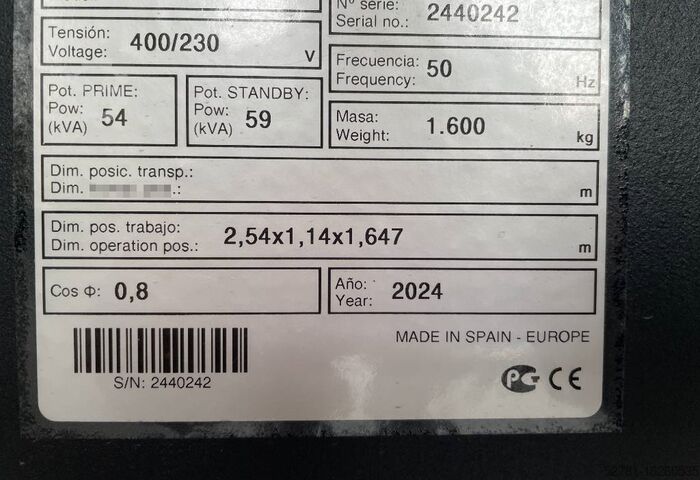 Nº serie:
Serial no.: 2440242
Tensión:
Voltage: 400/230 V
Frecuencia:
Frequency: 50 Hz
Pot. PRIME:
Pow:
(kVA) 54
Pot. STANDBY:
Pow:
(kVA) 59
Masa:
Weight: 1.600 kg
Dim. posic. transp.:
Dim. .: m
Dim. pos. trabajo:
Dim. operation pos.: 2,54x1,14x1,647 m
Cos Φ: 0,8
Año:
Year: 2024
MADE IN SPAIN - EUROPE
S/N: 2440242
PG CE